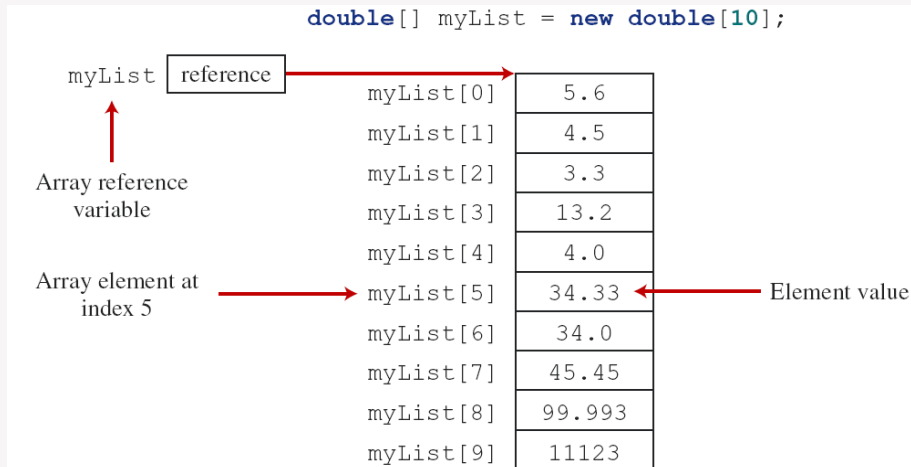 double[] myList = new double[10];
myList reference
myList[0] 5.6
myList[1] 4.5
Array reference
variable
myList[2] 3.3
myList[3] 13.2
myList[4] 4.0
Array element at
index 5
myList[5] 34.33 Element value
myList[6] 34.0
myList[7] 45.45
myList[8] 99.993
myList[9] 11123